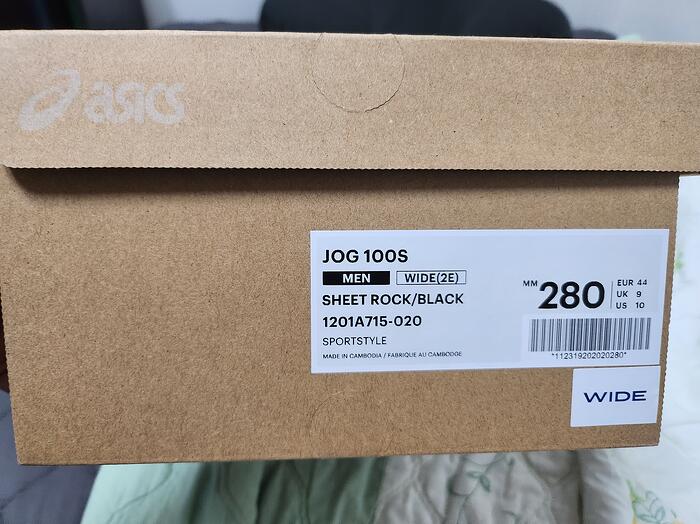 asics
JOG 100S
MEN WIDE(2E)
SHEET ROCK/BLACK
1201A715-020
SPORTSTYLE
MADE IN CAMBODIA / FABRIQUE AU CAMBODGE
MM 280
EUR 44
UK 9
US 10
*112319202020280*
WIDE